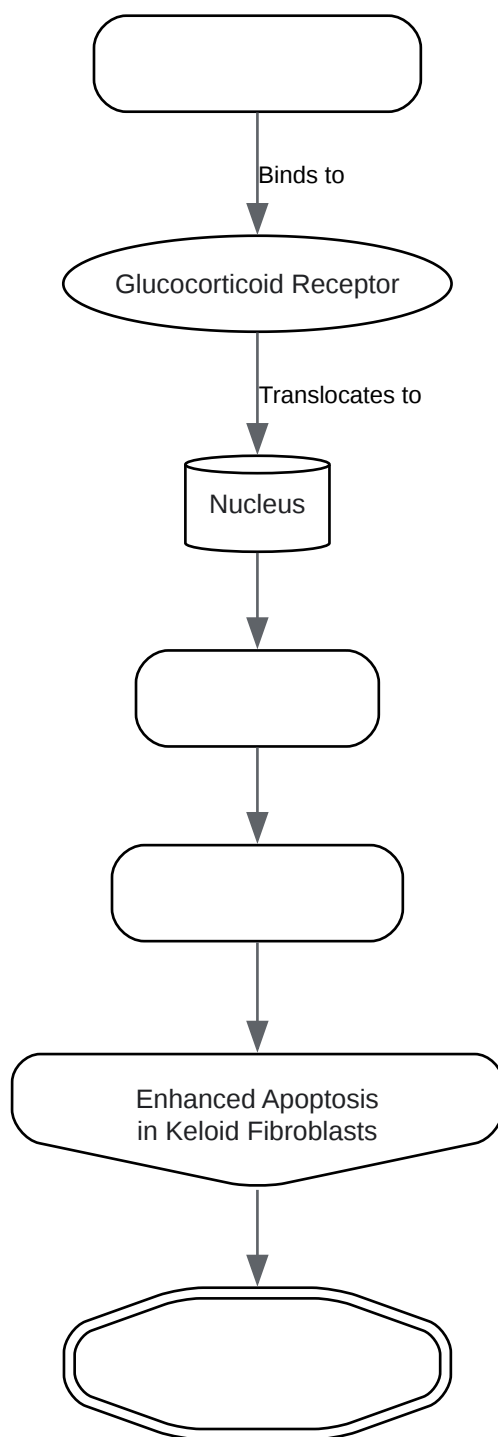 Binds to
Glucocorticoid Receptor
Translocates to
Nucleus
Enhanced Apoptosis
in Keloid Fibroblasts